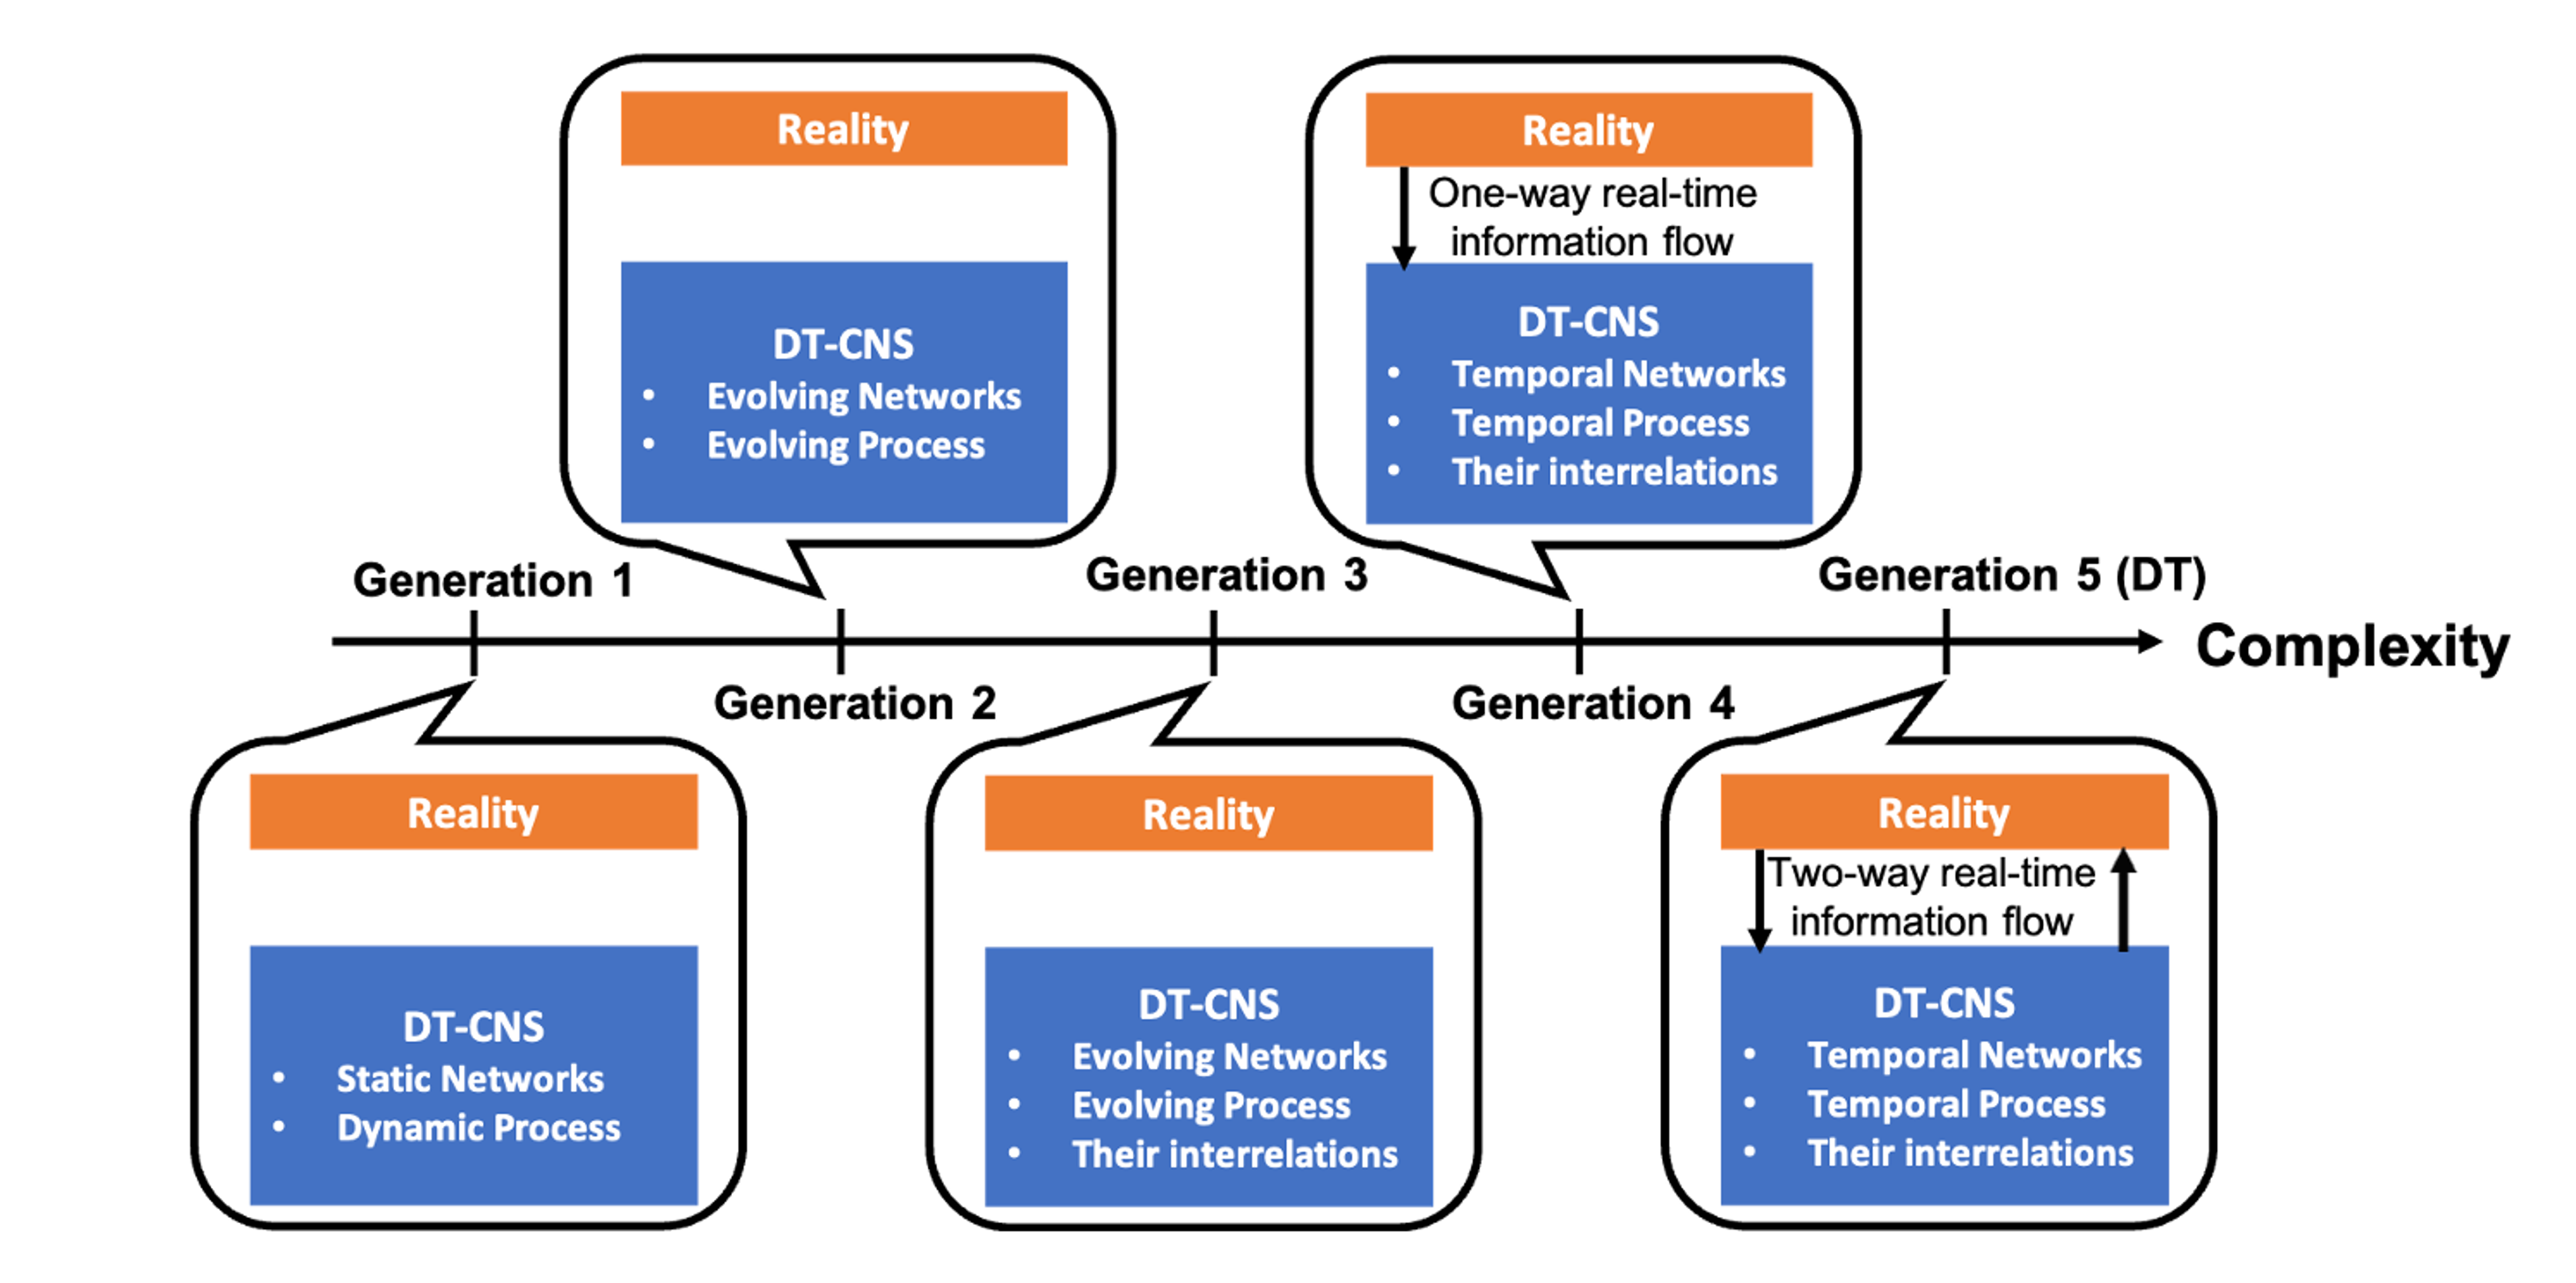 Reality
DT-CNS
• Evolving Networks
• Evolving Process
Reality
One-way real-time
information flow
DT-CNS
• Temporal Networks
• Temporal Process
• Their interrelations
Generation 1
Generation 3
Generation 5 (DT)
Complexity
Generation 2
Generation 4
Reality
DT-CNS
• Static Networks
• Dynamic Process
Reality
DT-CNS
• Evolving Networks
• Evolving Process
• Their interrelations
Reality
Two-way real-time
information flow
DT-CNS
• Temporal Networks
• Temporal Process
• Their interrelations